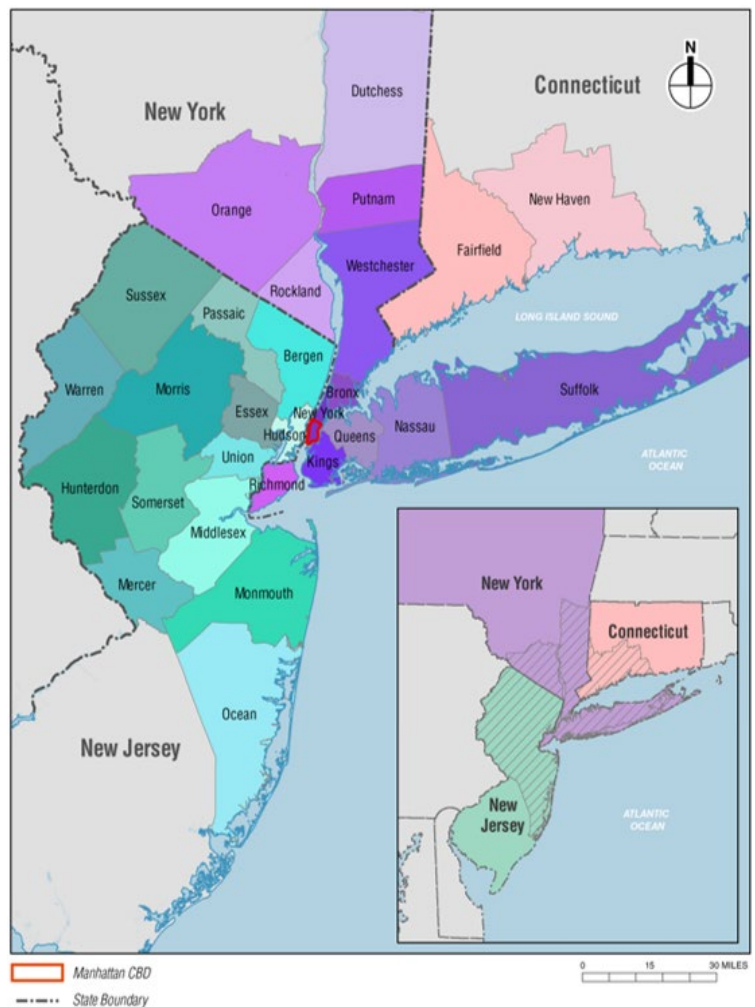 N
Dutchess
New York
Connecticut
Putnam
New Haven
Orange
Fairfield
Westchester
Rockland
Sussex
Passaic
LONG ISLAND SOUND
Bergen
Warren
Morris
Bronx
Suffolk
Essex
New York
Nassau
Hudson
Queens
Union
Kings
ATLANTIC
OCEAN
Hunterdon
Richmond
Somerset
Middlesex
Mercer
Monmouth
New York
Connecticut
Ocean
New Jersey
New
Jersey
ATLANTIC
OCEAN
Manhattan CBD
State Boundary
0 15 30 MILES